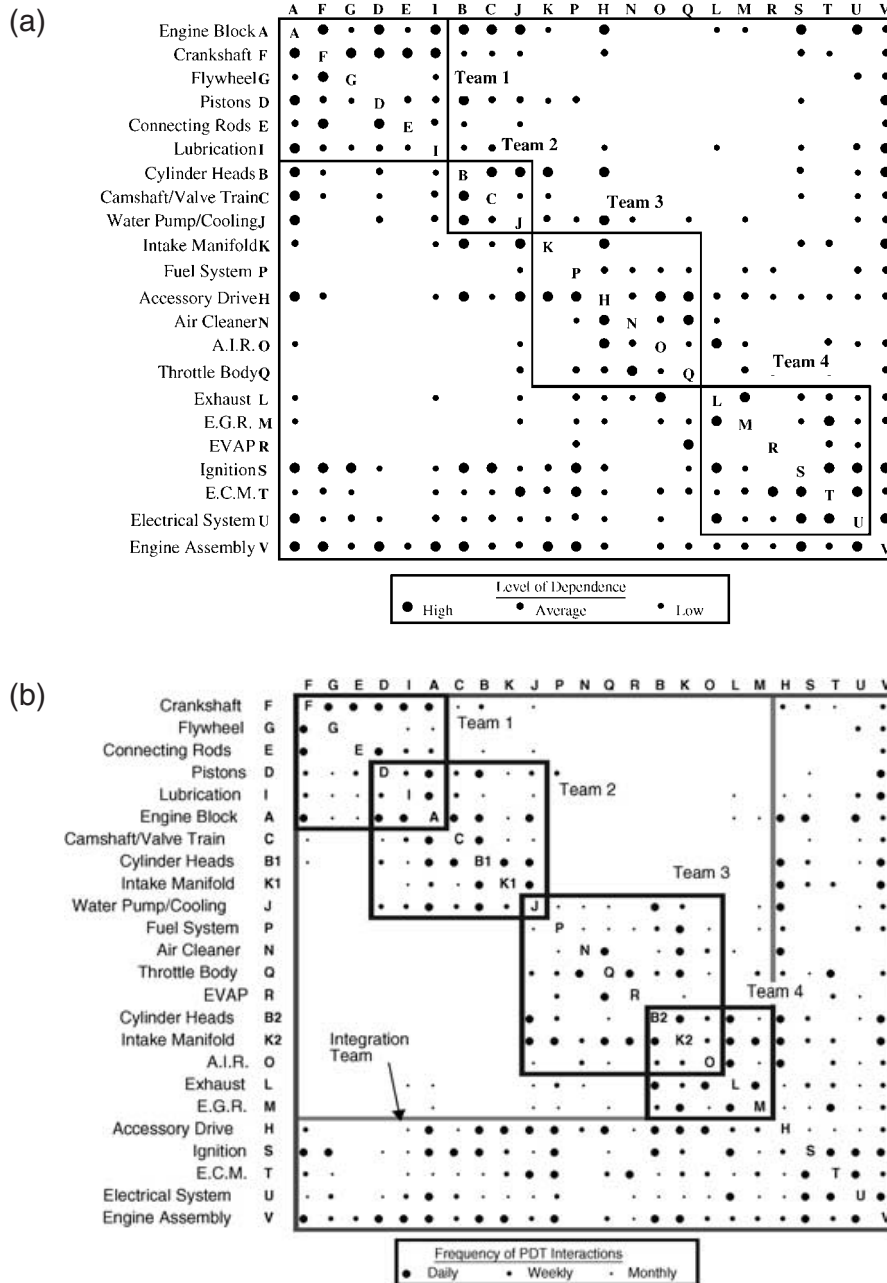 (a)
A F G D E I B C J K P H N O Q L M R S T U V
Engine Block A A
Crankshaft F F
Flywheel G G Team 1
Pistons D D
Connecting Rods E E
Lubrication I I Team 2
Cylinder Heads B B
Camshaft/Valve Train C C Team 3
Water Pump/Cooling J J
Intake Manifold K K
Fuel System P P
Accessory Drive H H
Air Cleaner N N
A.I.R. O O
Throttle Body Q Q Team 4
Exhaust L L
E.G.R. M M
EVAP R R
Ignition S S
E.C.M. T T
Electrical System U U
Engine Assembly V V
Level of Dependence
High Average Low
(b)
F G E D I A C B K J P N Q R B K O L M H S T U V
Crankshaft F F
Flywheel G G Team 1
Connecting Rods E E
Pistons D D
Lubrication I I Team 2
Engine Block A A
Camshaft/Valve Train C C
Cylinder Heads B1 B1
Intake Manifold K1 K1 Team 3
Water Pump/Cooling J J
Fuel System P P
Air Cleaner N N
Throttle Body Q Q
EVAP R R Team 4
Cylinder Heads B2 B2
Intake Manifold K2 K2
Integration
Team
A.I.R. O O
Exhaust L L
E.G.R. M M
Accessory Drive H H
Ignition S S
E.C.M. T T
Electrical System U U
Engine Assembly V V
Frequency of PDT Interactions
Daily Weekly Monthly